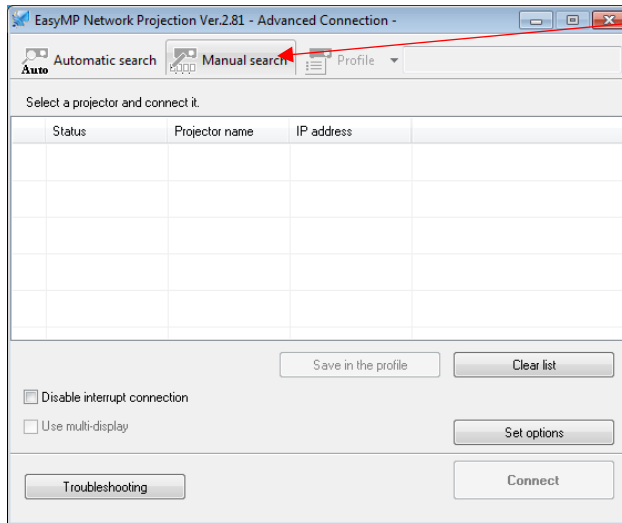 EasyMP Network Projection Ver.2.81 - Advanced Connection -
Auto Automatic search Manual search Profile
Select a projector and connect it.
Status Projector name IP address
Save in the profile Clear list
Disable interrupt connection
Use multi-display
Set options
Troubleshooting Connect